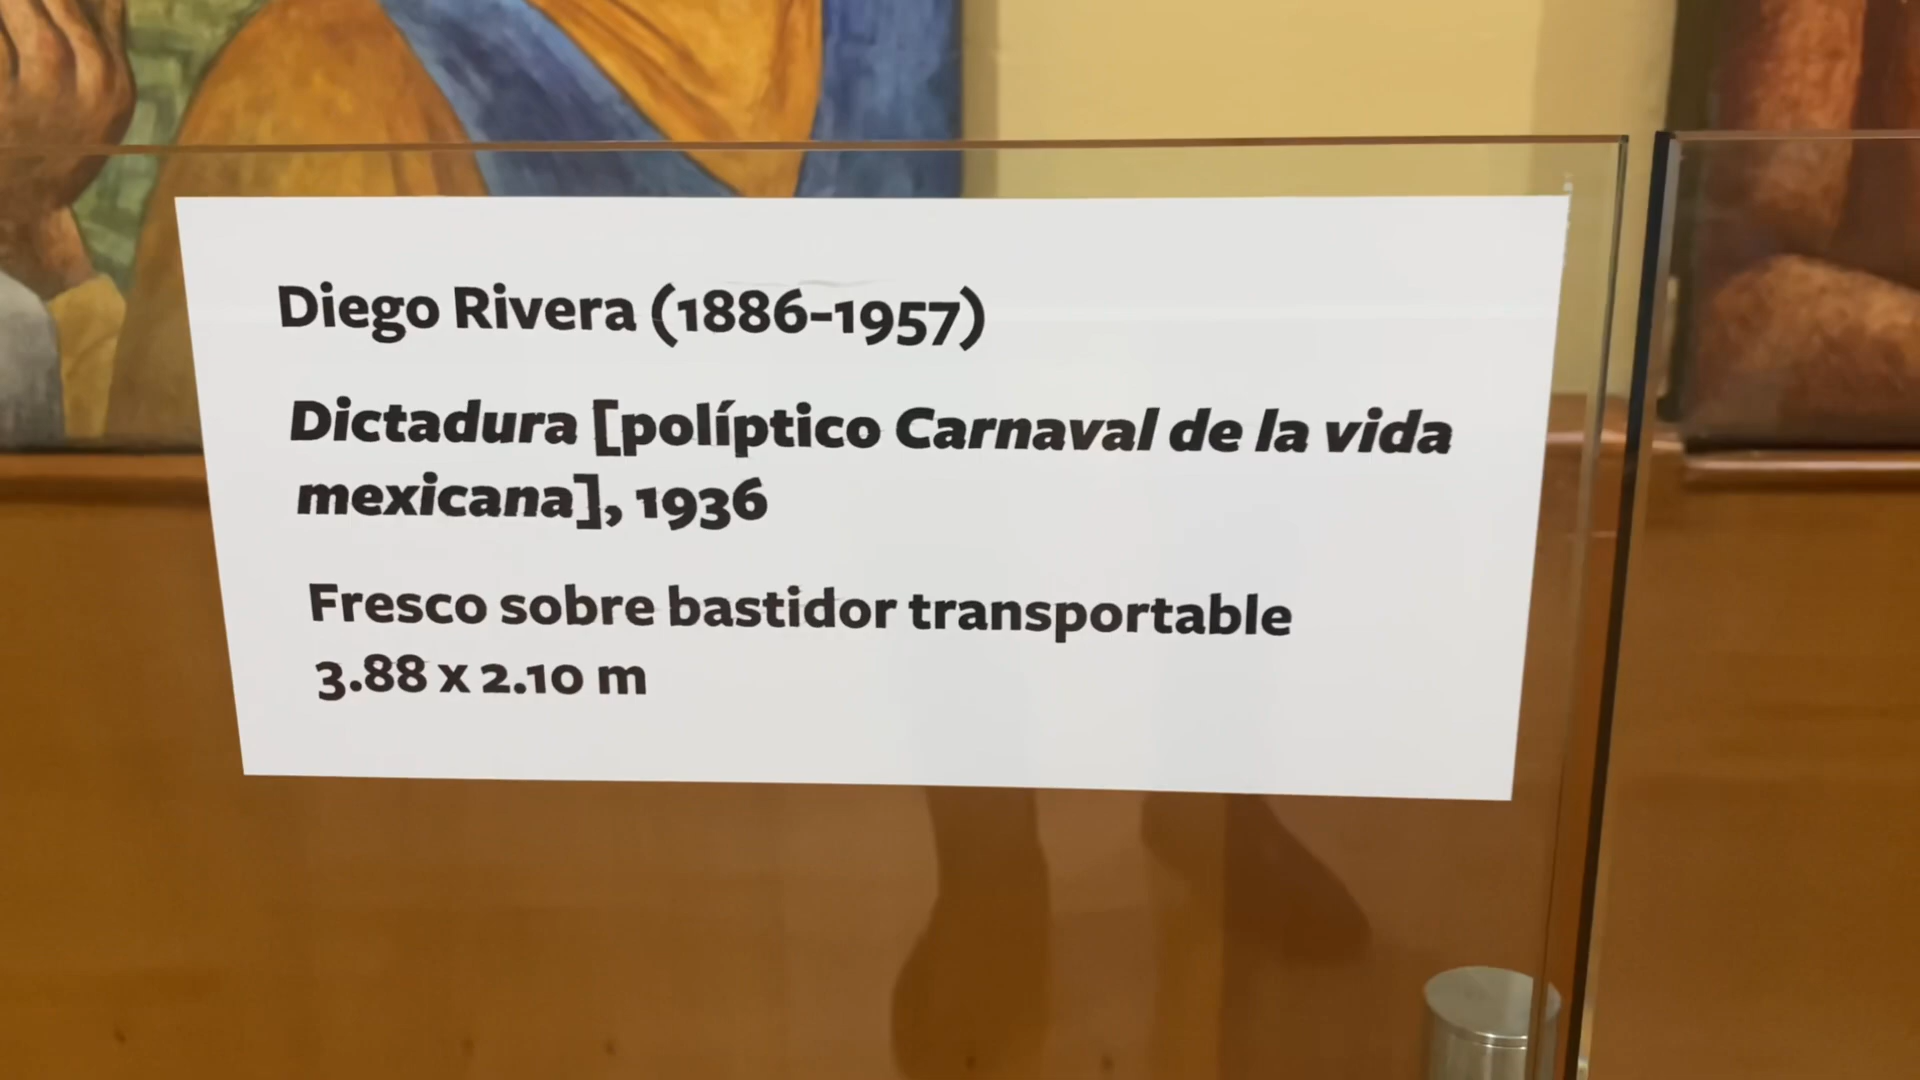 Diego Rivera (1886-1957)
Dictadura [políptico Carnaval de la vida
mexicana], 1936
Fresco sobre bastidor transportable
3.88 x 2.10 m